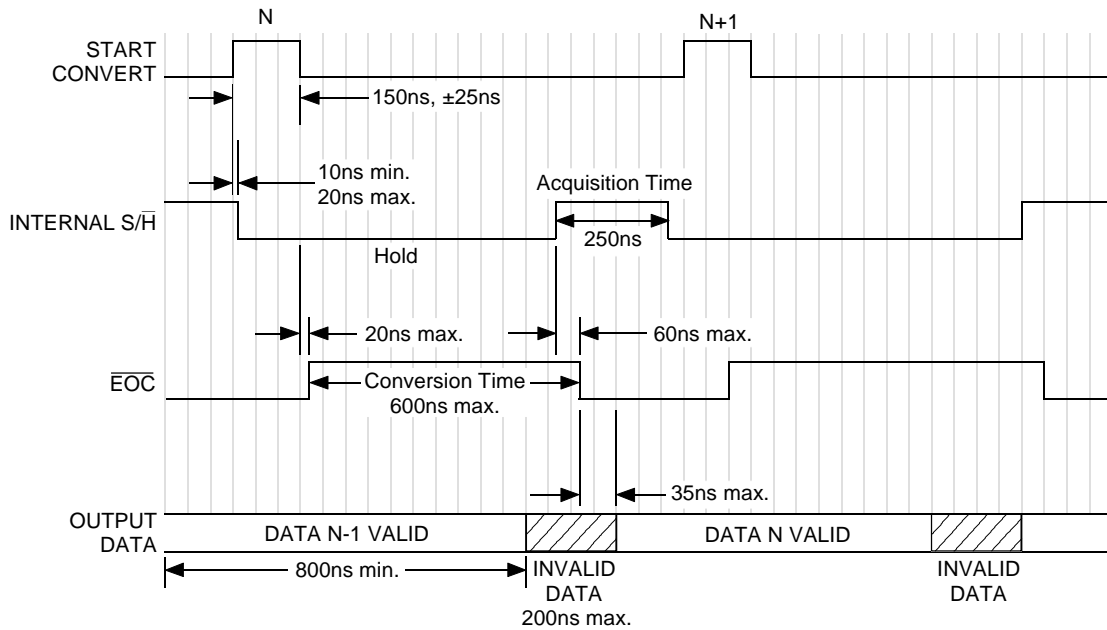 N
N+1
START
CONVERT
150ns, ±25ns
10ns min.
20ns max.
Acquisition Time
INTERNAL S/H̅
250ns
Hold
20ns max.
60ns max.
E̅O̅C̅
Conversion Time
600ns max.
35ns max.
OUTPUT
DATA
DATA N-1 VALID
DATA N VALID
800ns min.
INVALID
DATA
200ns max.
INVALID
DATA